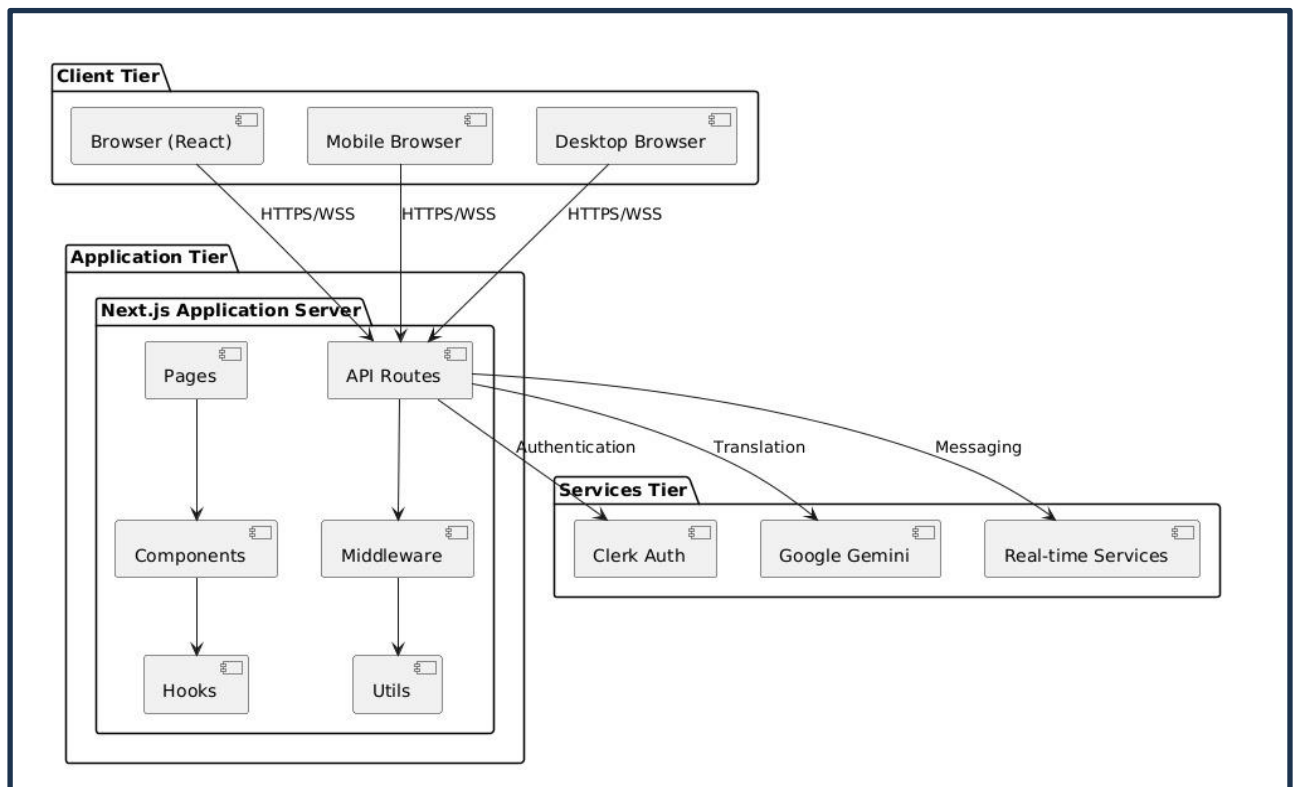 Client Tier
Browser (React)
Mobile Browser
Desktop Browser
HTTPS/WSS
HTTPS/WSS
HTTPS/WSS
Application Tier
Next.js Application Server
Pages
API Routes
Authentication
Translation
Messaging
Services Tier
Components
Middleware
Clerk Auth
Google Gemini
Real-time Services
Hooks
Utils